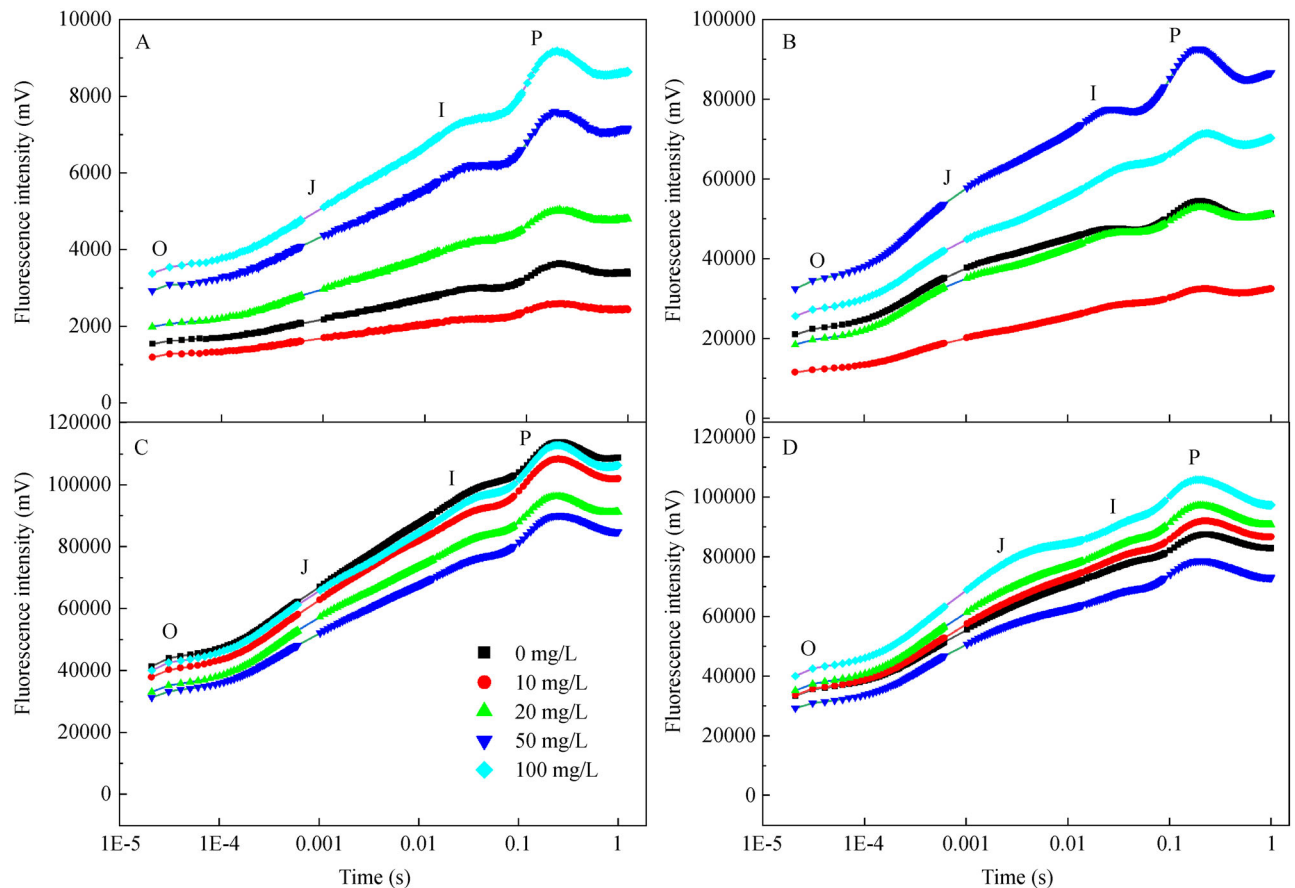 A
Fluorescence intensity (mV)
10000
8000
6000
4000
2000
0
O
J
I
P
B
Fluorescence intensity (mV)
100000
80000
60000
40000
20000
0
O
J
I
P
C
Fluorescence intensity (mV)
120000
100000
80000
60000
40000
20000
0
O
J
I
P
0 mg/L
10 mg/L
20 mg/L
50 mg/L
100 mg/L
1E-5
1E-4
0.001
0.01
0.1
1
Time (s)
D
Fluorescence intensity (mV)
120000
100000
80000
60000
40000
20000
0
O
J
I
P
1E-5
1E-4
0.001
0.01
0.1
1
Time (s)